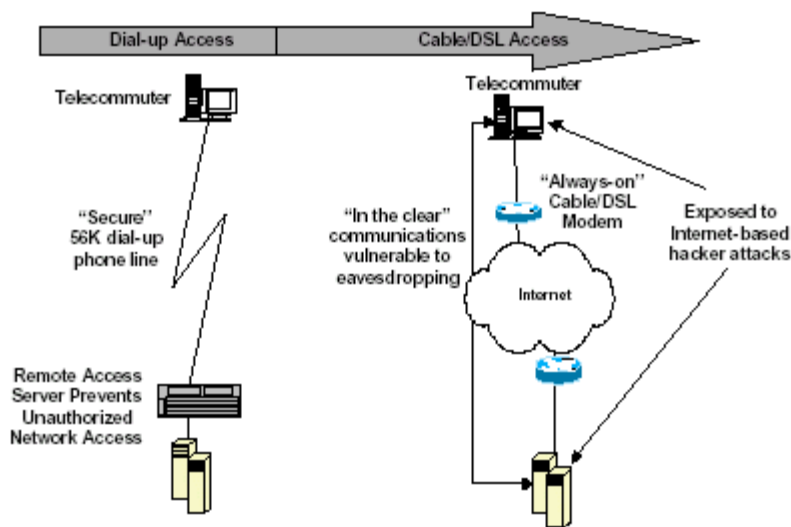 Dial-up Access
Cable/DSL Access
Telecommuter
Telecommuter
"Secure"
56K dial-up
phone line
"In the clear"
communications
vulnerable to
eavesdropping
"Always-on"
Cable/DSL
Modem
Exposed to
Internet-based
hacker attacks
Internet
Remote Access
Server Prevents
Unauthorized
Network Access